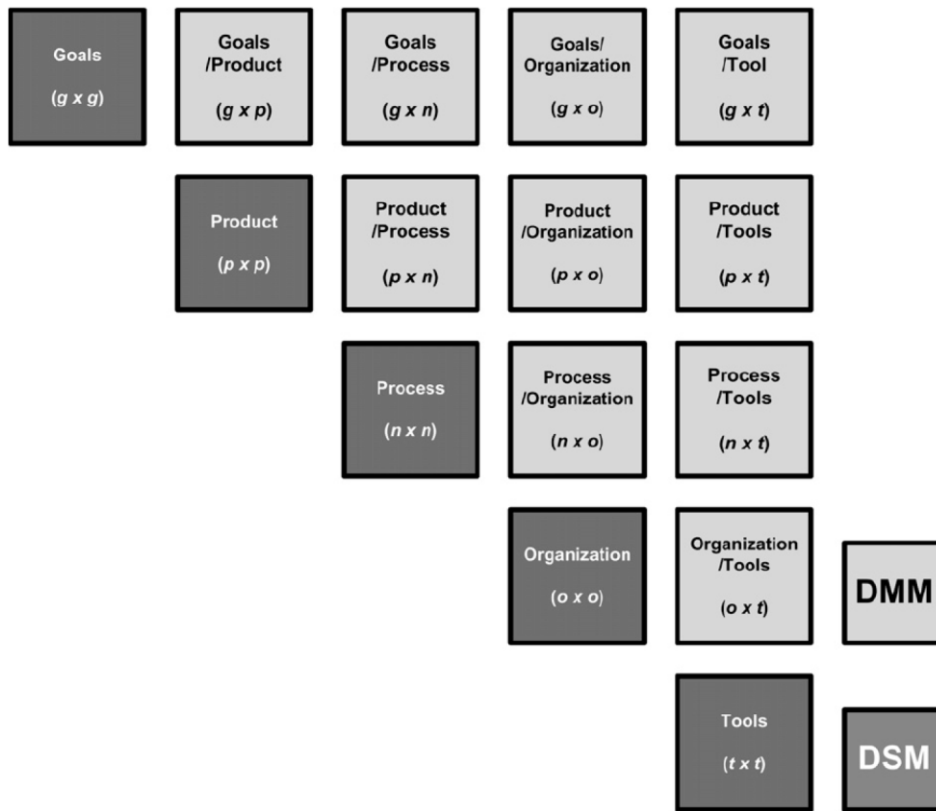 Goals
(g x g)
Goals
/Product
(g x p)
Goals
/Process
(g x n)
Goals/
Organization
(g x o)
Goals
/Tool
(g x t)
Product
(p x p)
Product
/Process
(p x n)
Product
/Organization
(p x o)
Product
/Tools
(p x t)
Process
(n x n)
Process
/Organization
(n x o)
Process
/Tools
(n x t)
Organization
(o x o)
Organization
/Tools
(o x t)
DMM
Tools
(t x t)
DSM